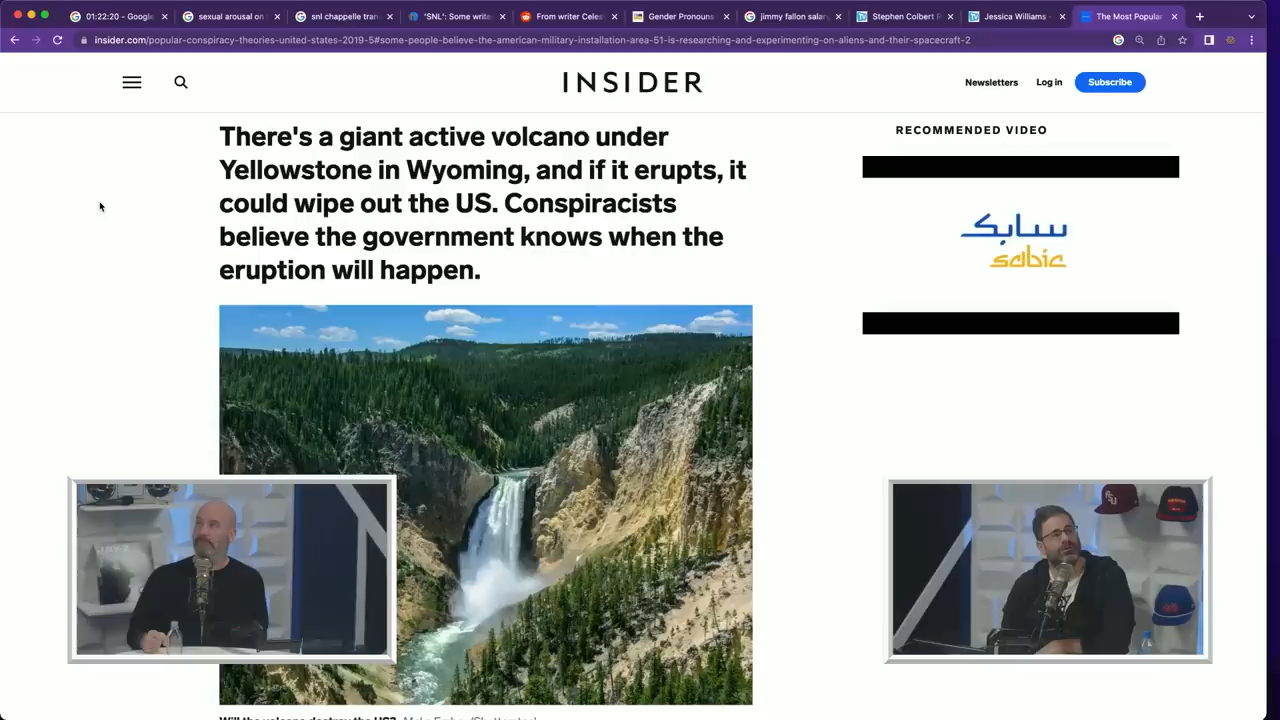 01:22:20 - Google
sexual arousal on
snl chappelle tran
'SNL': Some write
From writer Celes
Gender Pronouns
jimmy fallon salar
Stephen Colbert
Jessica Williams -
The Most Popular
insider.com/popular-conspiracy-theories-united-states-2019-5#some-people-believe-the-american-military-installation-area-51-is-researching-and-experimenting-on-aliens-and-their-spacecraft-2
INSIDER
Newsletters
Log in
Subscribe
There's a giant active volcano under
Yellowstone in Wyoming, and if it erupts, it
could wipe out the US. Conspiracists
believe the government knows when the
eruption will happen.
RECOMMENDED VIDEO
سابك
sabic
JAY-Z